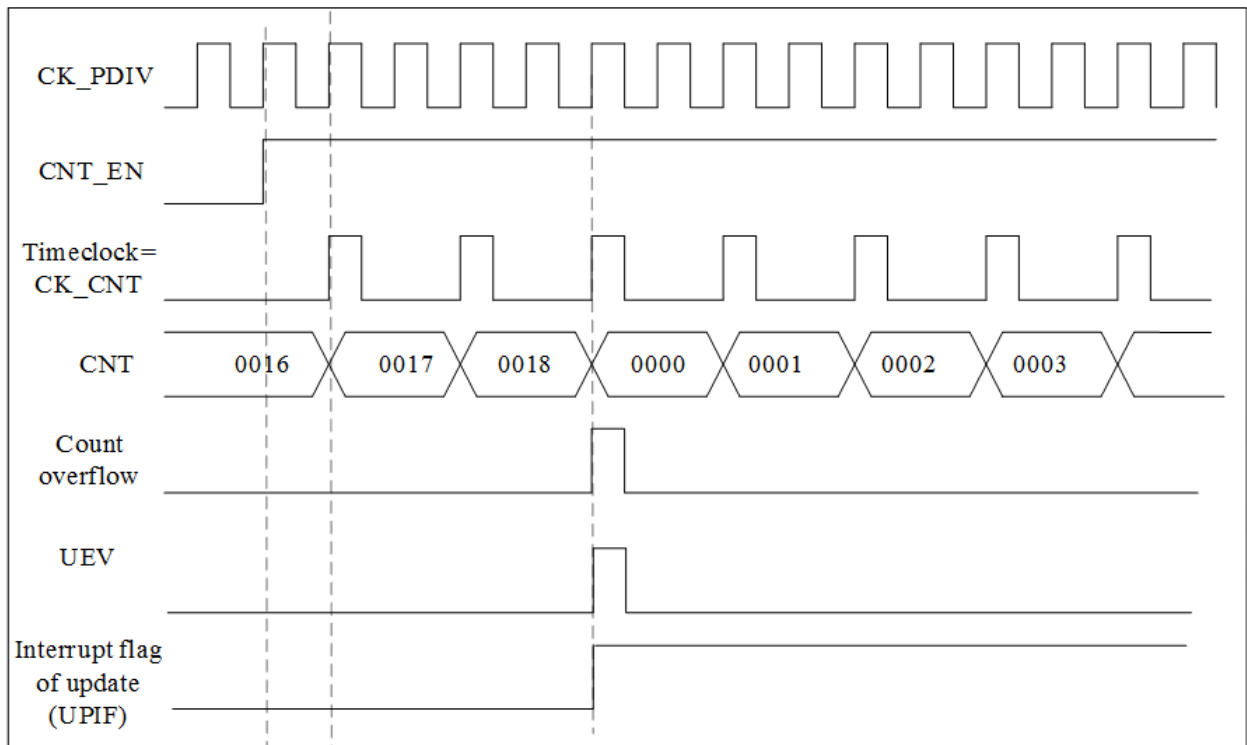 CK_PDIV
CNT_EN
Timeclock=
CK_CNT
CNT
0016 0017 0018 0000 0001 0002 0003
Count
overflow
UEV
Interrupt flag
of update
(UPIF)